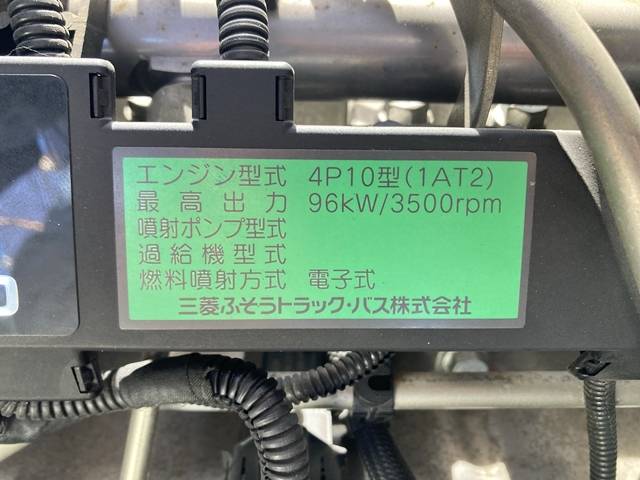 エンジン型式 4P10型(1AT2)
最高出力 96kW/3500rpm
噴射ポンプ型式
過給機型式
燃料噴射方式 電子式
三菱ふそうトラック・バス株式会社